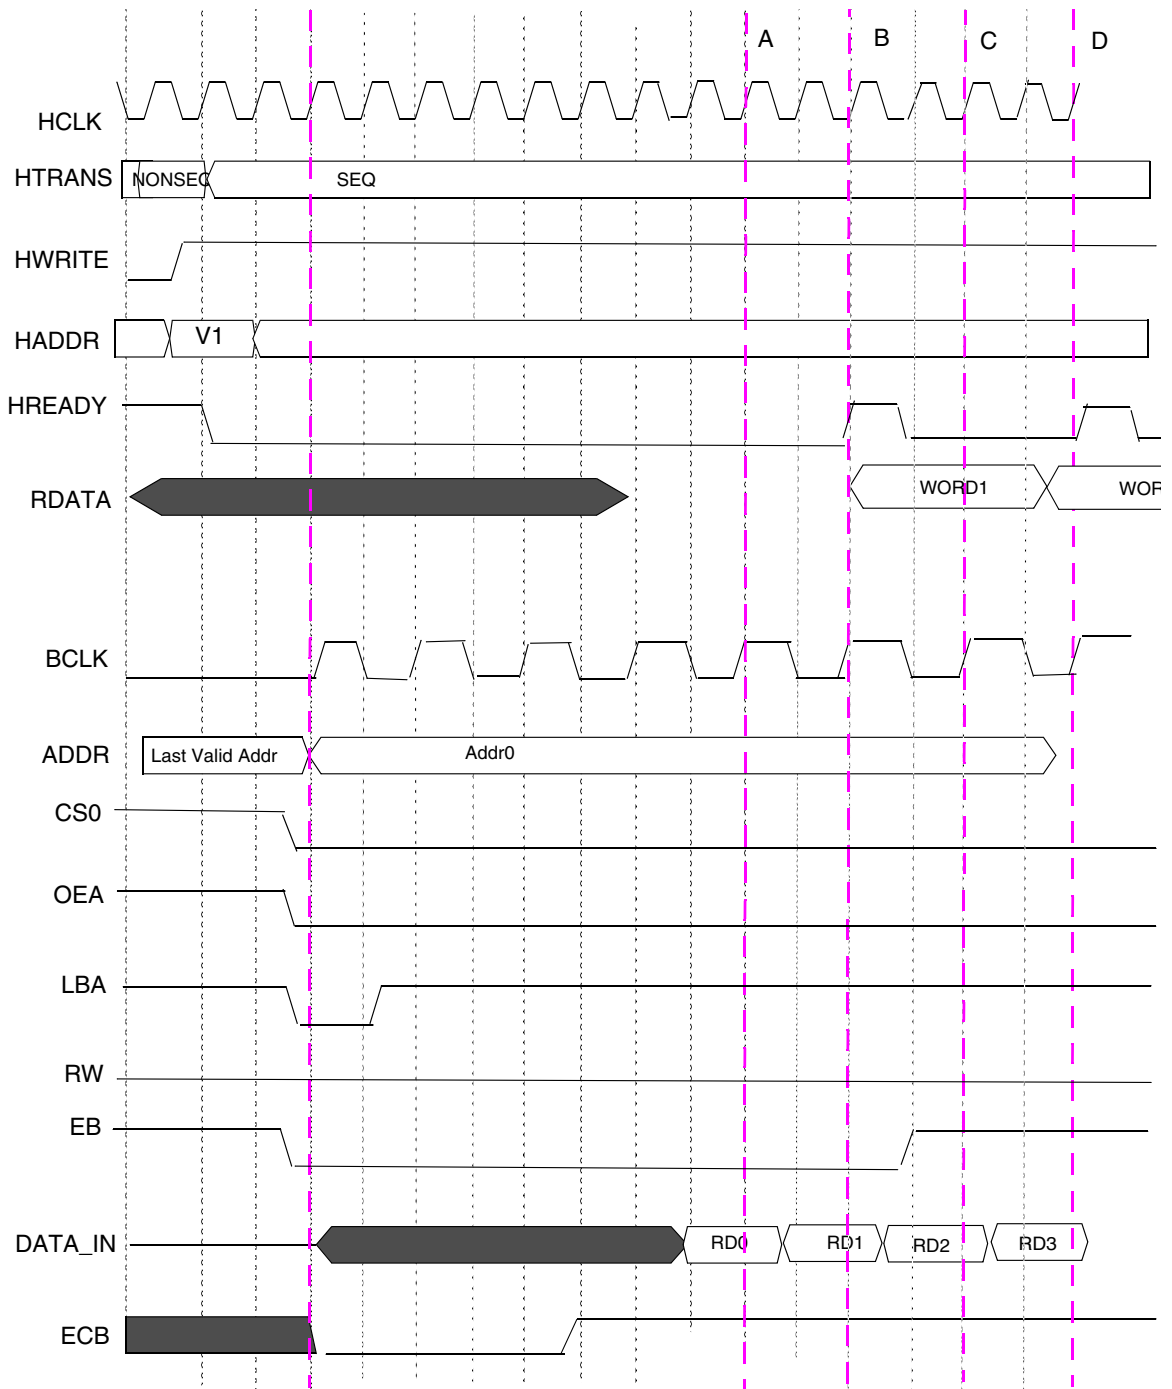 A B C D
HCLK
HTRANS NONSEQ SEQ
HWRITE
HADDR V1
HREADY
RDATA WORD1 WOR
BCLK
ADDR Last Valid Addr Addr0
CS0
OEA
LBA
RW
EB
DATA_IN RD0 RD1 RD2 RD3
ECB